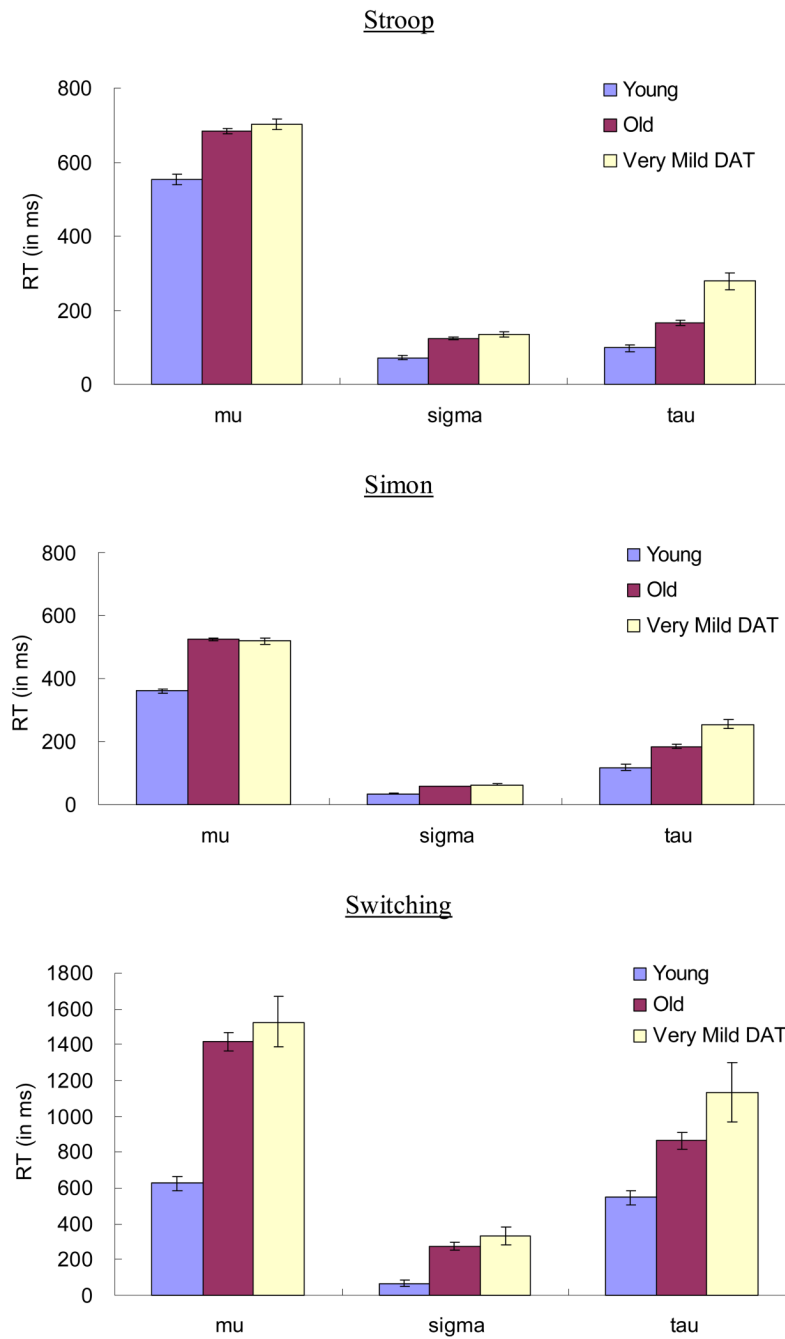 Stroop
RT (in ms)
800
600
400
200
0
Young
Old
Very Mild DAT
mu sigma tau
Simon
RT (in ms)
800
600
400
200
0
Young
Old
Very Mild DAT
mu sigma tau
Switching
RT (in ms)
1800
1600
1400
1200
1000
800
600
400
200
0
Young
Old
Very Mild DAT
mu sigma tau